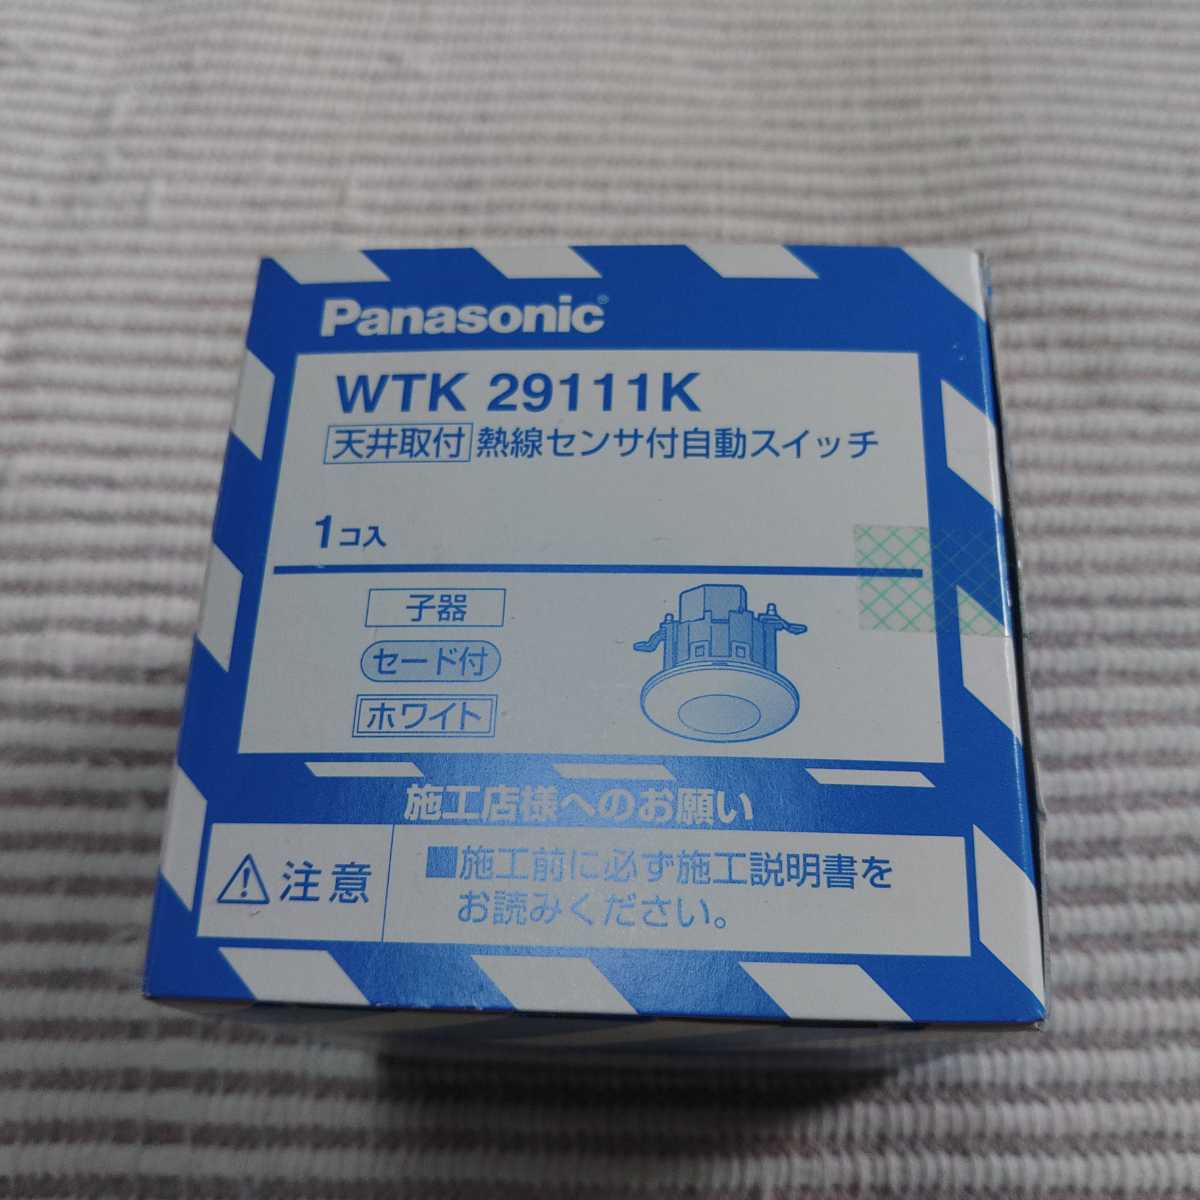 Panasonic®
WTK 29111K
天井取付 熱線センサ付自動スイッチ
1コ入
子器
セード付
ホワイト
施工店様へのお願い
注意
■施工前に必ず施工説明書を
お読みください。